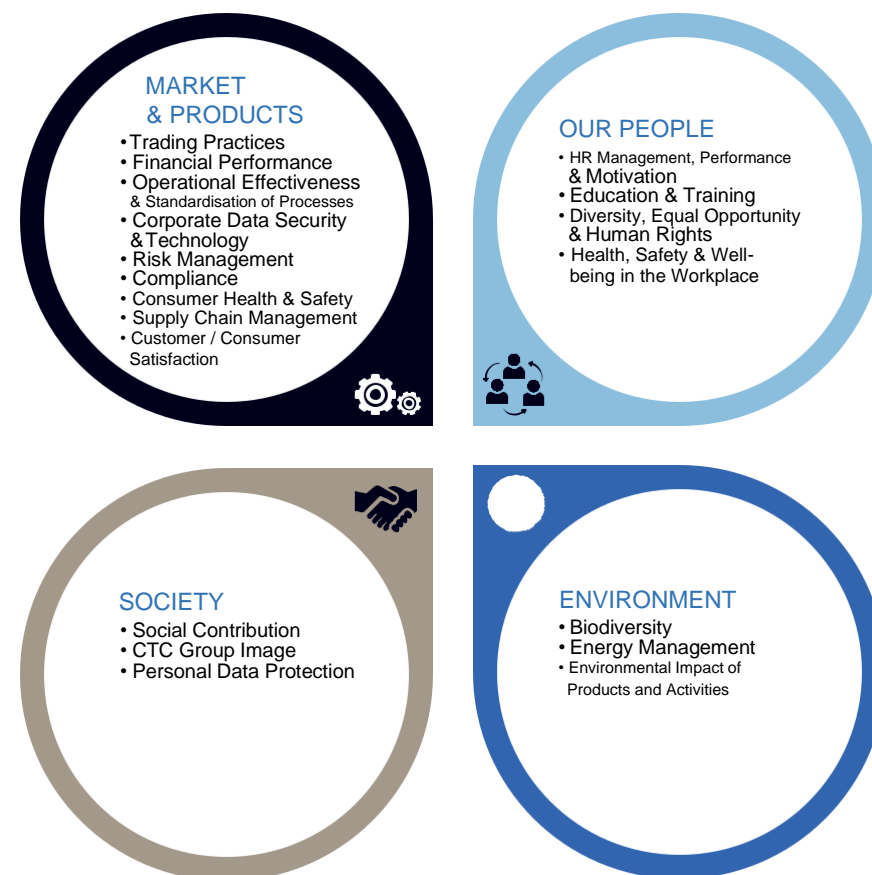 MARKET
& PRODUCTS
• Trading Practices
• Financial Performance
• Operational Effectiveness
& Standardisation of Processes
• Corporate Data Security
& Technology
• Risk Management
• Compliance
• Consumer Health & Safety
• Supply Chain Management
• Customer / Consumer
Satisfaction
OUR PEOPLE
• HR Management, Performance
& Motivation
• Education & Training
• Diversity, Equal Opportunity
& Human Rights
• Health, Safety & Well-
being in the Workplace
SOCIETY
• Social Contribution
• CTC Group Image
• Personal Data Protection
ENVIRONMENT
• Biodiversity
• Energy Management
• Environmental Impact of
Products and Activities